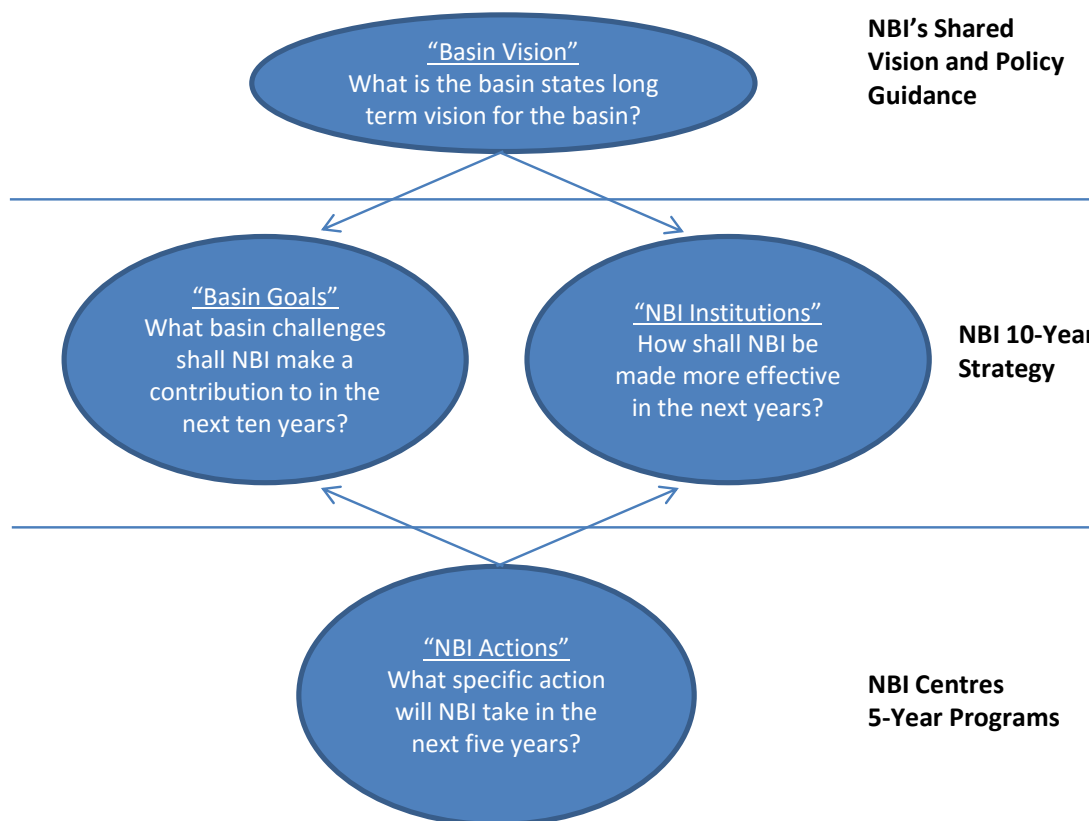 “Basin Vision”
What is the basin states long
term vision for the basin?
NBI’s Shared
Vision and Policy
Guidance
“Basin Goals”
What basin challenges
shall NBI make a
contribution to in the
next ten years?
“NBI Institutions”
How shall NBI be
made more effective
in the next years?
NBI 10-Year
Strategy
“NBI Actions”
What specific action
will NBI take in the
next five years?
NBI Centres
5-Year Programs